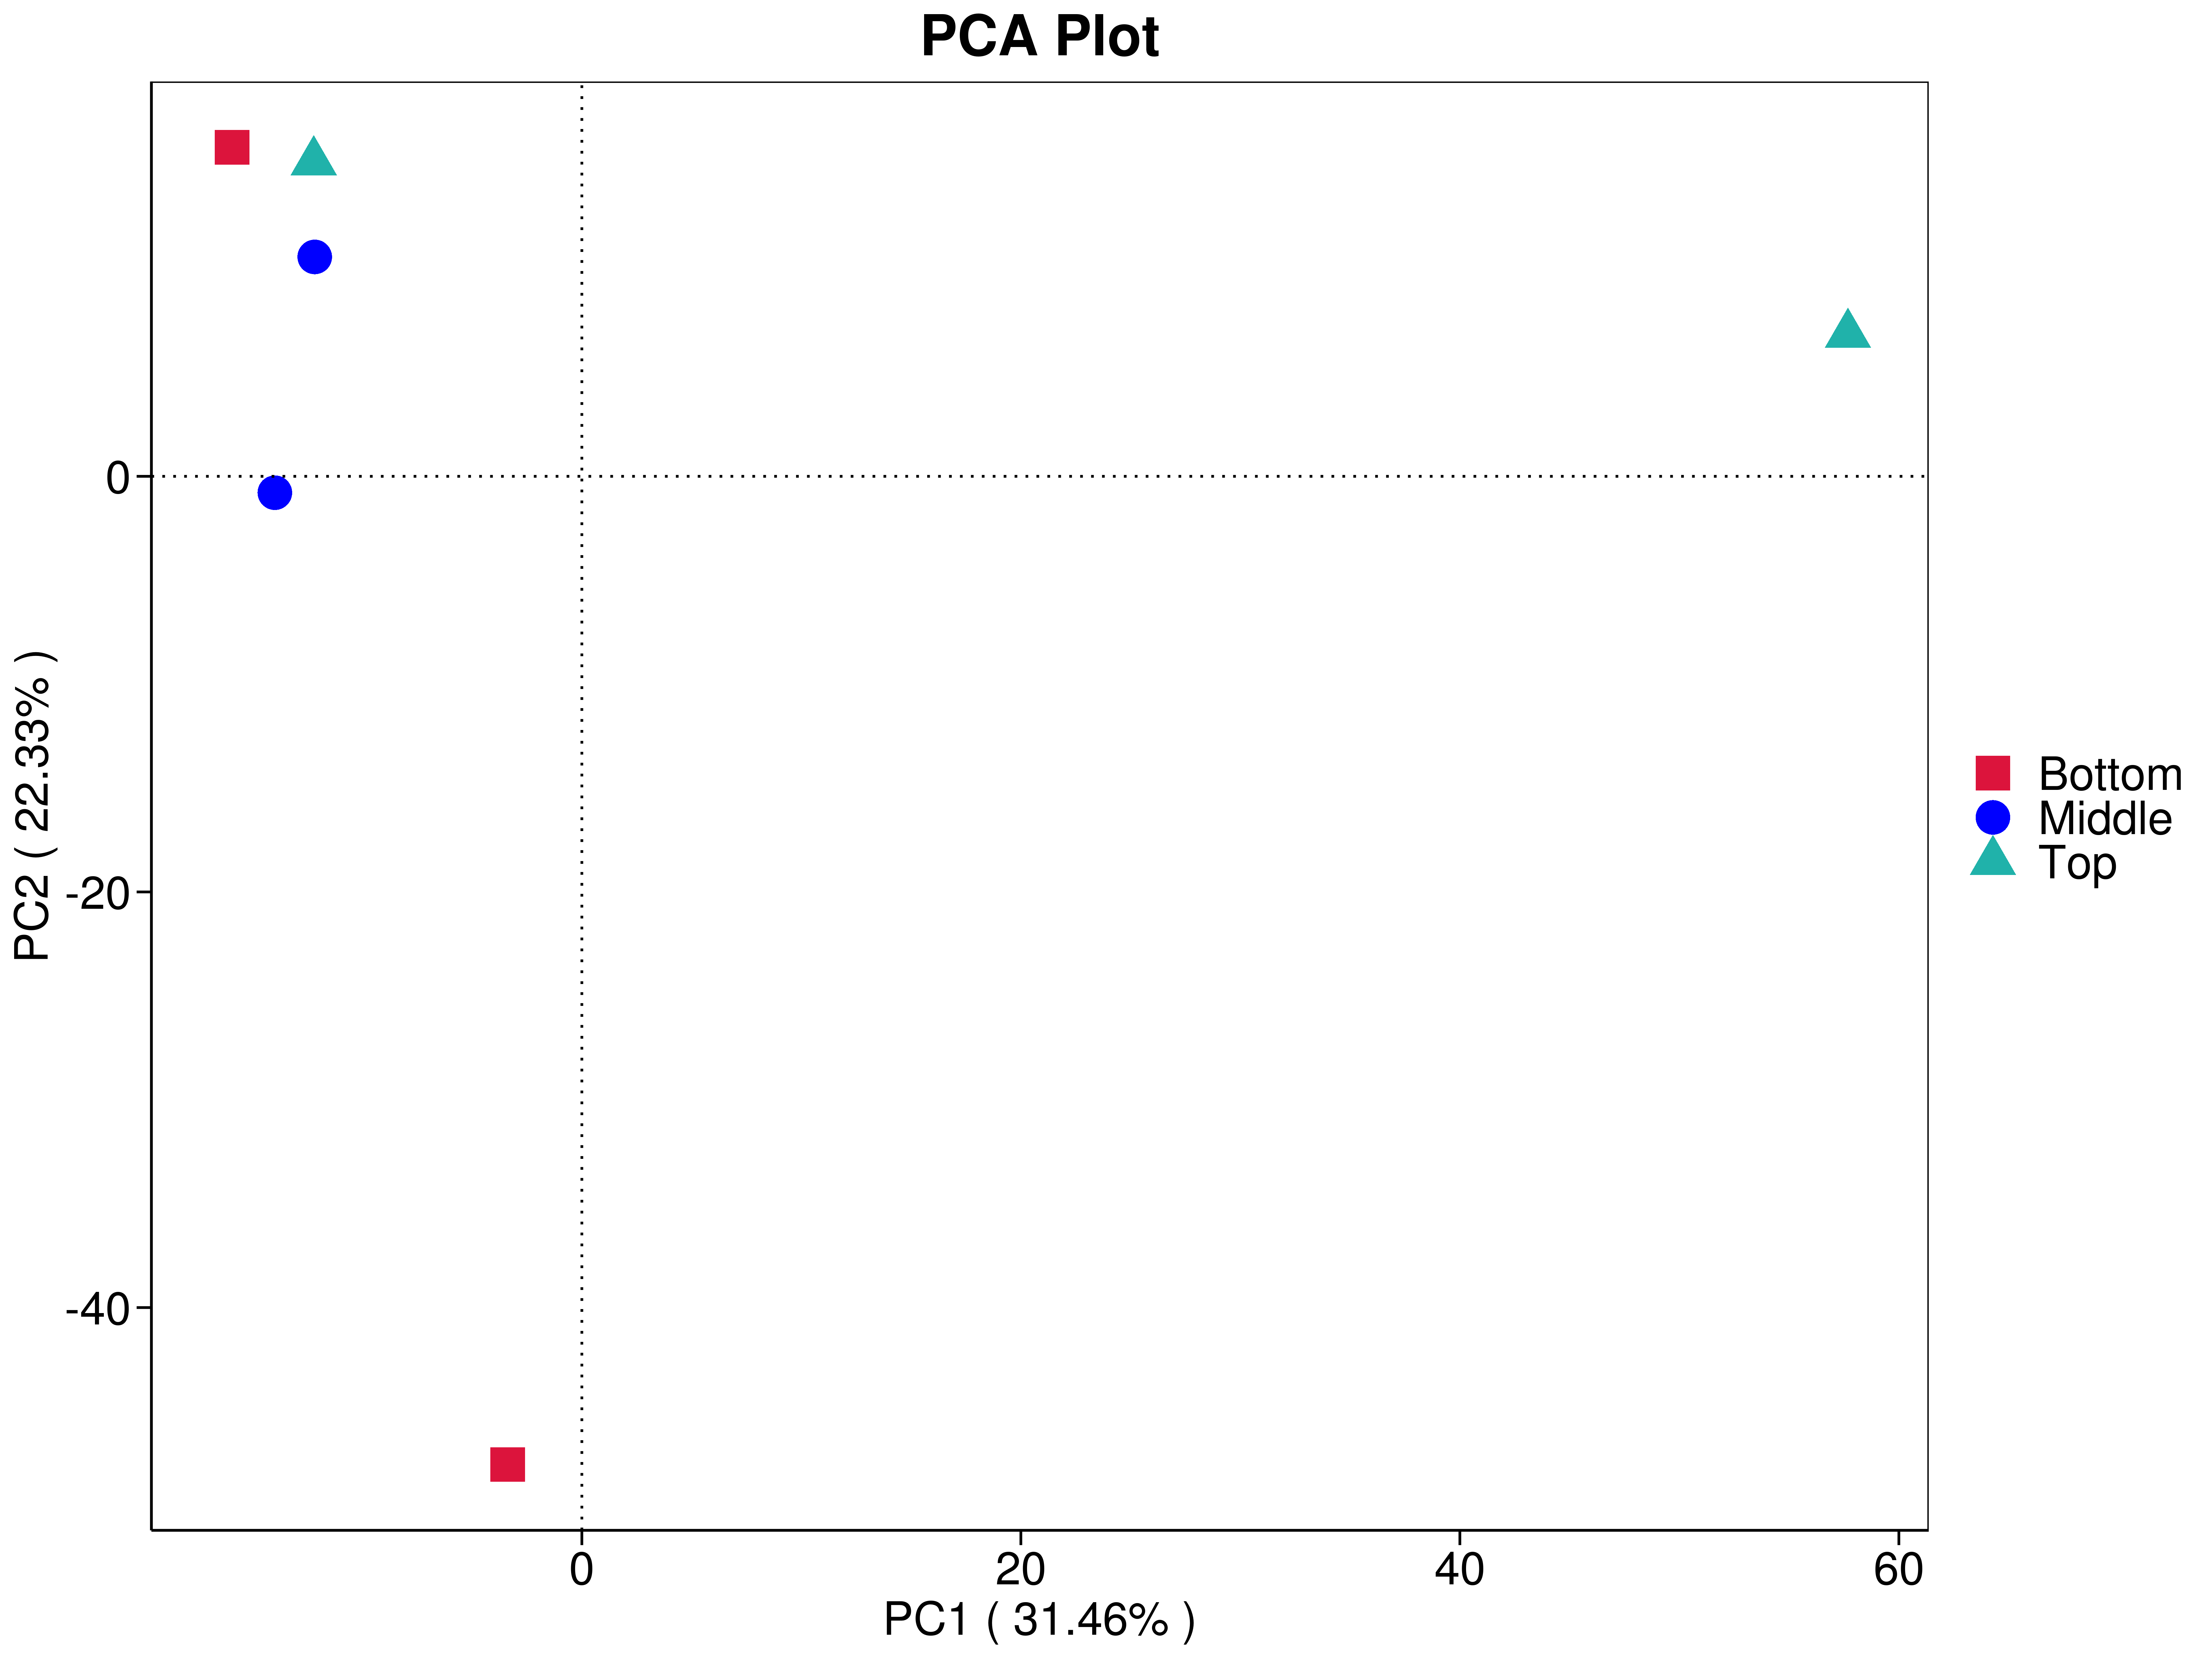 PCA Plot
0
-20
-40
PC2 ( 22.33% )
0 20 40 60
PC1 ( 31.46% )
Bottom
Middle
Top